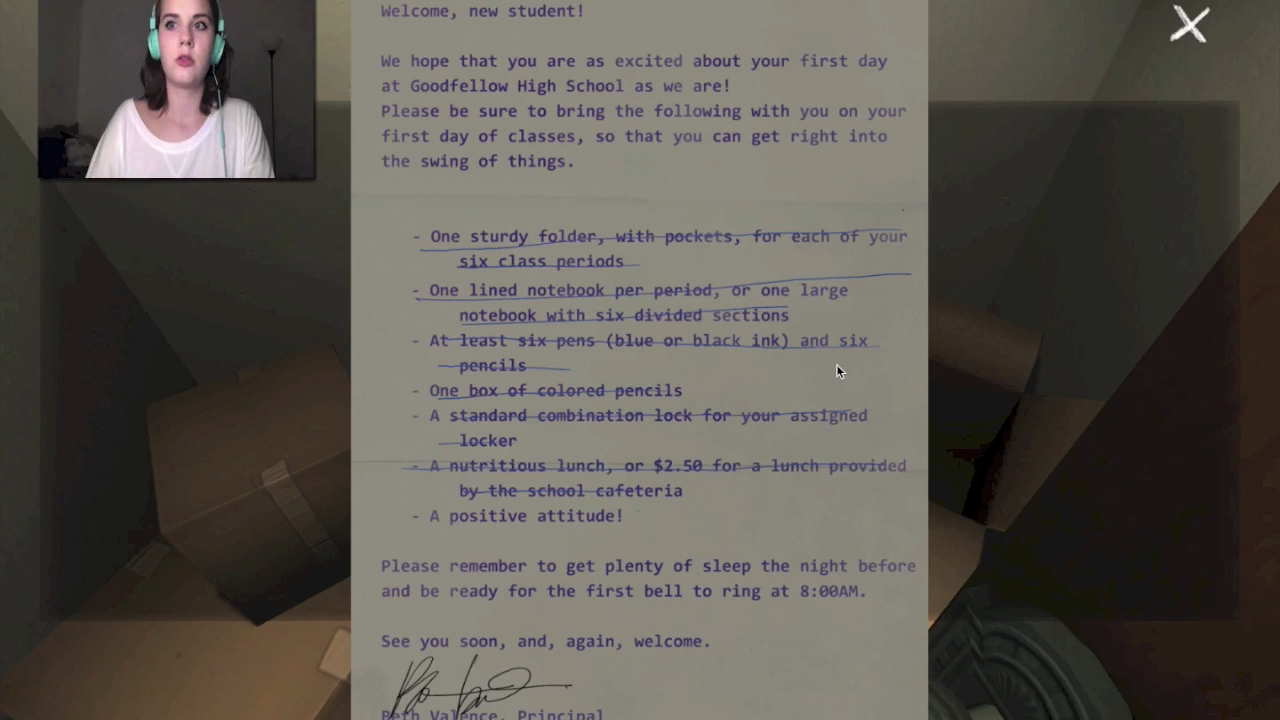 Welcome, new student!
We hope that you are as excited about your first day
at Goodfellow High School as we are!
Please be sure to bring the following with you on your
first day of classes, so that you can get right into
the swing of things.
- One sturdy folder, with pockets, for each of your
six class periods
- One lined notebook per period, or one large
notebook with six divided sections
- At least six pens (blue or black ink) and six
pencils
- One box of colored pencils
- A standard combination lock for your assigned
locker
- A nutritious lunch, or $2.50 for a lunch provided
by the school cafeteria
- A positive attitude!
Please remember to get plenty of sleep the night before
and be ready for the first bell to ring at 8:00AM.
See you soon, and, again, welcome.
Beth Valence, Principal